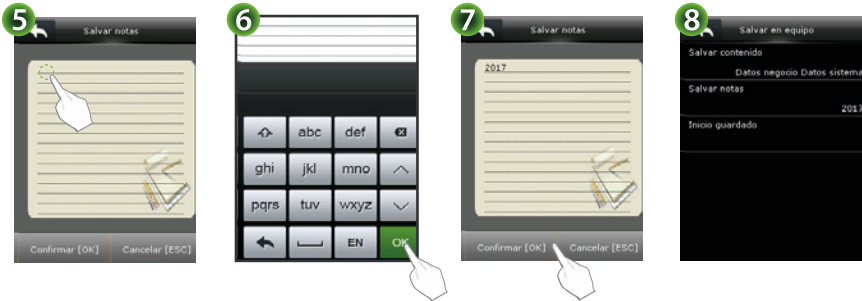 5
Salvar notas
Confirmar [OK] Cancelar [ESC]
6
abc def
ghi jkl mno
pqrs tuv wxyz
EN OK
7
Salvar notas
2017
Confirmar [OK] Cancelar [ESC]
8
Salvar en equipo
Salvar contenido
Datos negocio Datos sistema
Salvar notas
2017
Inicio guardado